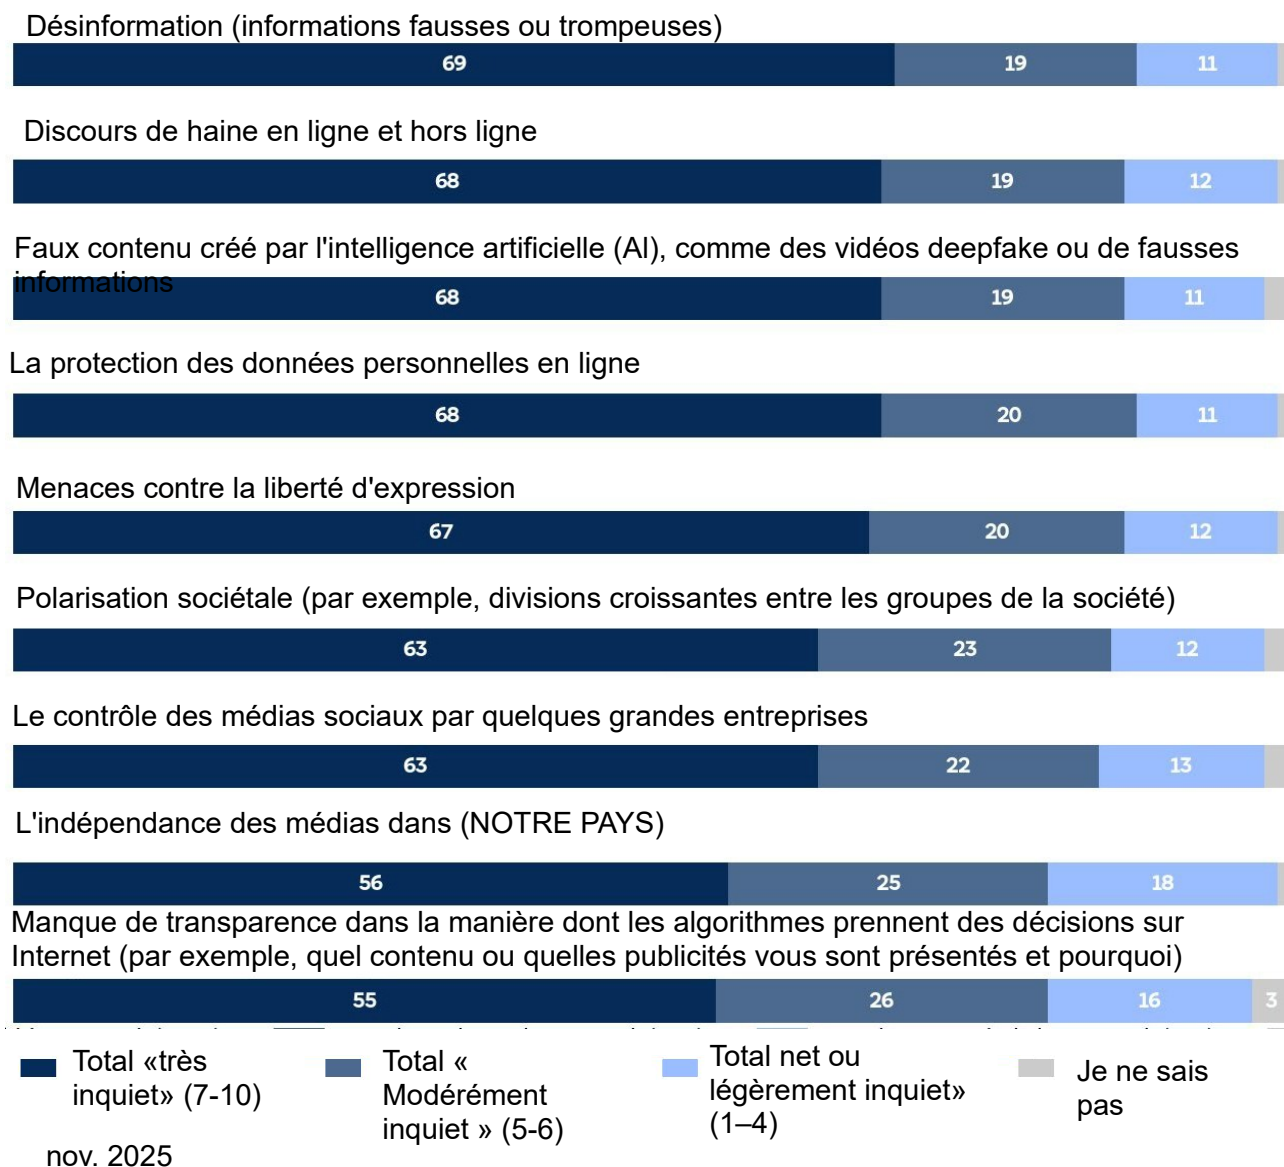 Désinformation (informations fausses ou trompeuses)
69 19 11
Discours de haine en ligne et hors ligne
68 19 12
Faux contenu créé par l'intelligence artificielle (AI), comme des vidéos deepfake ou de fausses
informations
68 19 11
La protection des données personnelles en ligne
68 20 11
Menaces contre la liberté d'expression
67 20 12
Polarisation sociétale (par exemple, divisions croissantes entre les groupes de la société)
63 23 12
Le contrôle des médias sociaux par quelques grandes entreprises
63 22 13
L'indépendance des médias dans (NOTRE PAYS)
56 25 18
Manque de transparence dans la manière dont les algorithmes prennent des décisions sur
Internet (par exemple, quel contenu ou quelles publicités vous sont présentés et pourquoi)
55 26 16 3
Total «très
inquiet» (7-10)
Total «
Modérément
inquiet » (5-6)
Total net ou
légèrement inquiet»
(1–4)
Je ne sais
pas
nov. 2025